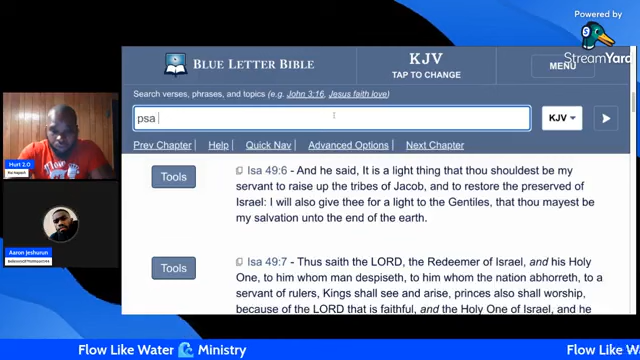 Powered by
StreamYard
BLUE LETTER BIBLE
KJV
TAP TO CHANGE
MENU
Search verses, phrases, and topics (e.g. John 3:16, Jesus faith love)
psa
KJV
Prev Chapter | Help | Quick Nav | Advanced Options | Next Chapter
Tools
Isa 49:6 - And he said, It is a light thing that thou shouldest be my
servant to raise up the tribes of Jacob, and to restore the preserved of
Israel: I will also give thee for a light to the Gentiles, that thou mayest be
my salvation unto the end of the earth.
Tools
Isa 49:7 - Thus saith the LORD, the Redeemer of Israel, and his Holy
One, to him whom man despiseth, to him whom the nation abhorreth, to a
servant of rulers, Kings shall see and arise, princes also shall worship,
because of the LORD that is faithful, and the Holy One of Israel, and he
Hurt 2.0
Aaron Jeshurun
Flow Like Water Ministry
Flow Like Wa